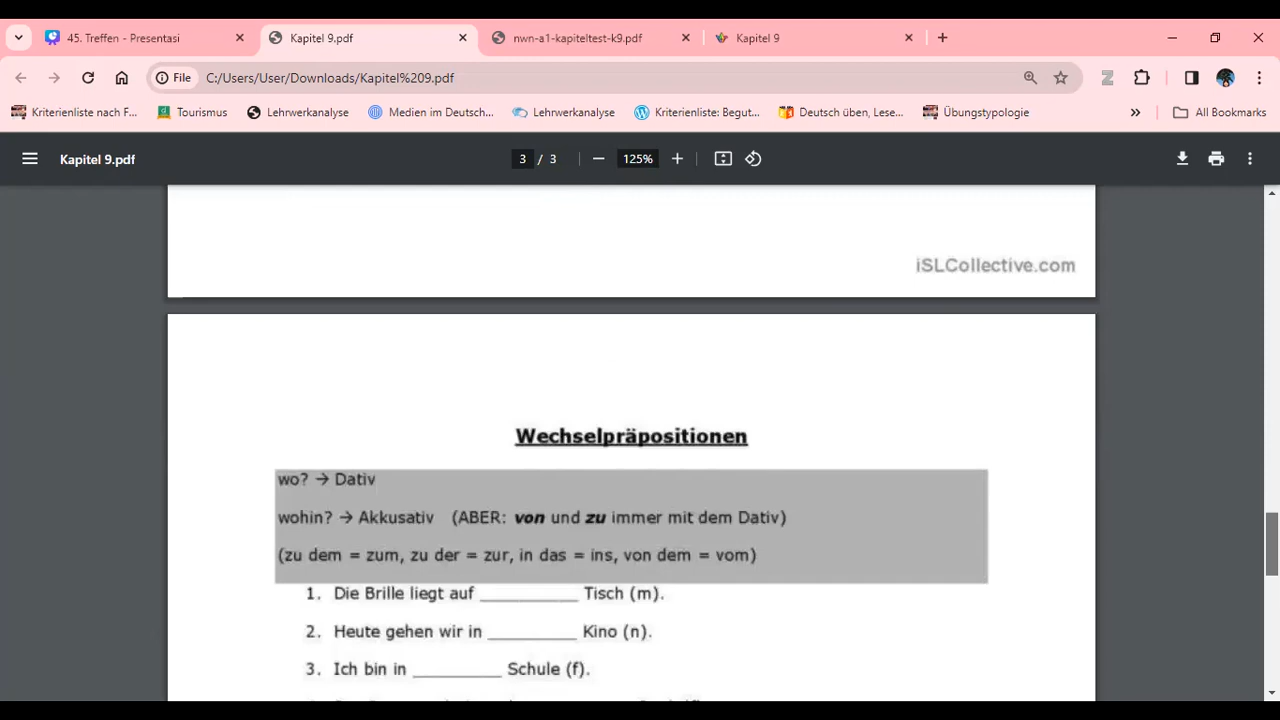 45. Treffen - Presentasi
Kapitel 9.pdf
nwn-a1-kapiteltest-k9.pdf
Kapitel 9
File C:/Users/User/Downloads/Kapitel%209.pdf
Kriterienliste nach F...
Tourismus
Lehrwerkanalyse
Medien im Deutsch...
Lehrwerkanalyse
Kriterienliste: Begut...
Deutsch üben, Lese...
Übungstypologie
»
All Bookmarks
Kapitel 9.pdf
3 / 3
125%
iSLCollective.com
Wechselpräpositionen
wo? → Dativ
wohin? → Akkusativ (ABER: von und zu immer mit dem Dativ)
(zu dem = zum, zu der = zur, in das = ins, von dem = vom)
1. Die Brille liegt auf __________ Tisch (m).
2. Heute gehen wir in _________ Kino (n).
3. Ich bin in _________ Schule (f).